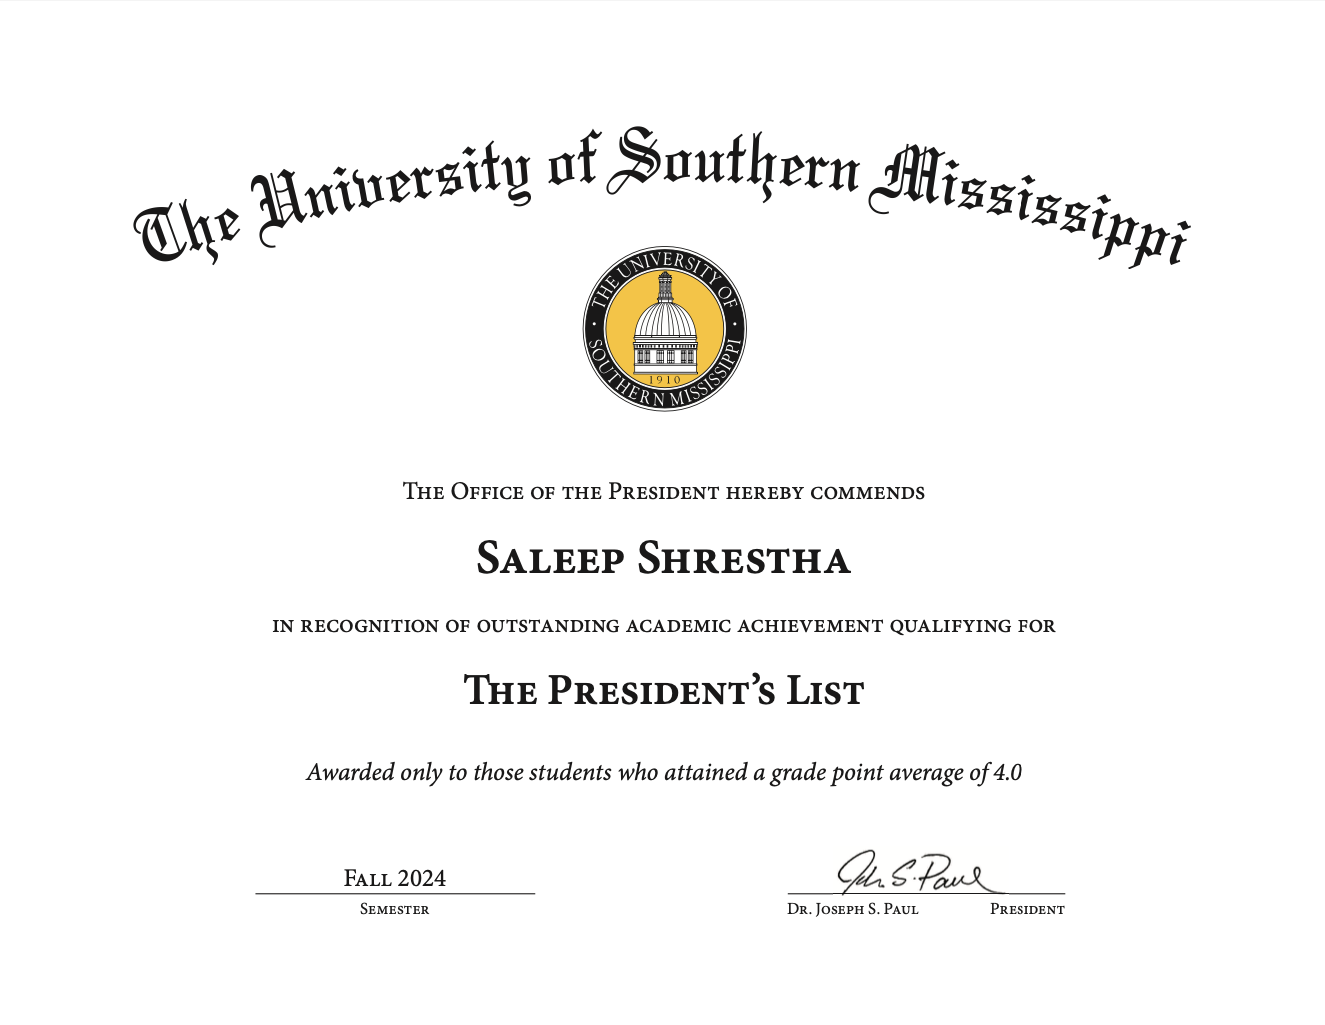 The University of Southern Mississippi
THE UNIVERSITY OF
SOUTHERN MISSISSIPPI
1910
The Office of the President hereby commends
Saleep Shrestha
in recognition of outstanding academic achievement qualifying for
The President’s List
Awarded only to those students who attained a grade point average of 4.0
Fall 2024
Semester
Joe S. Paul
Dr. Joseph S. Paul President